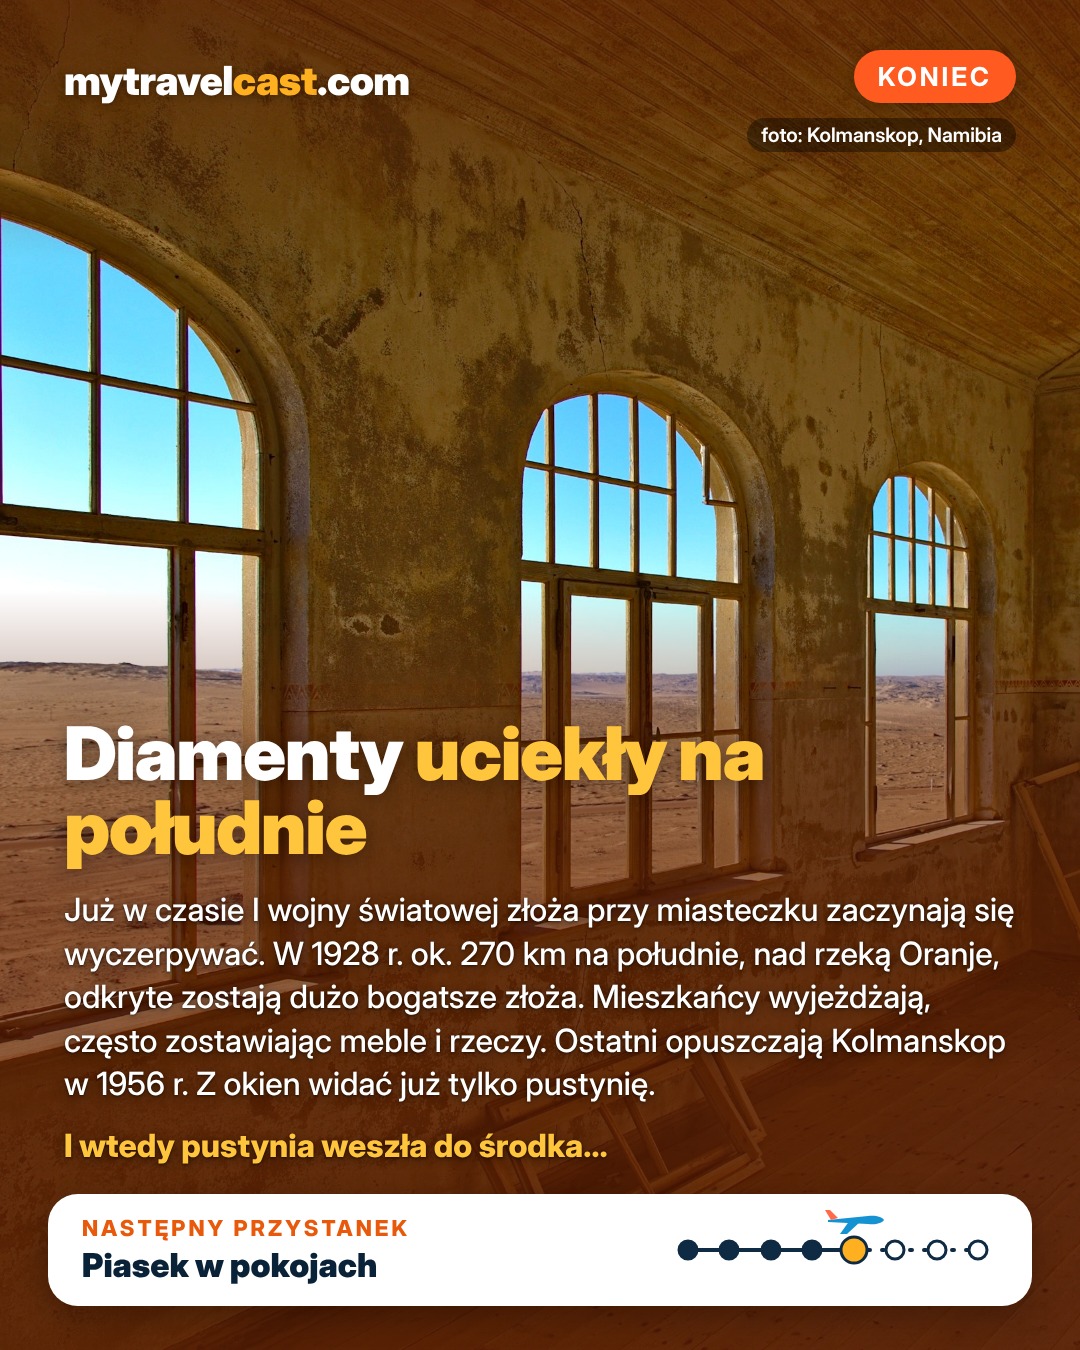 mytravelcast.com
KONIEC
foto: Kolmanskop, Namibia
Diamenty uciekły na
południe
Już w czasie I wojny światowej złoża przy miasteczku zaczynają się
wyczerpywać. W 1928 r. ok. 270 km na południe, nad rzeką Oranje,
odkryte zostają dużo bogatsze złoża. Mieszkańcy wyjeżdżają,
często zostawiając meble i rzeczy. Ostatni opuszczają Kolmanskop
w 1956 r. Z okien widać już tylko pustynię.
I wtedy pustynia weszła do środka...
NASTĘPNY PRZYSTANEK
Piasek w pokojach